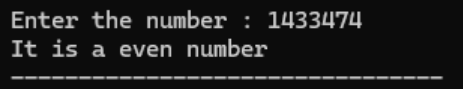 Enter the number : 1433474
It is a even number
--------------------------------